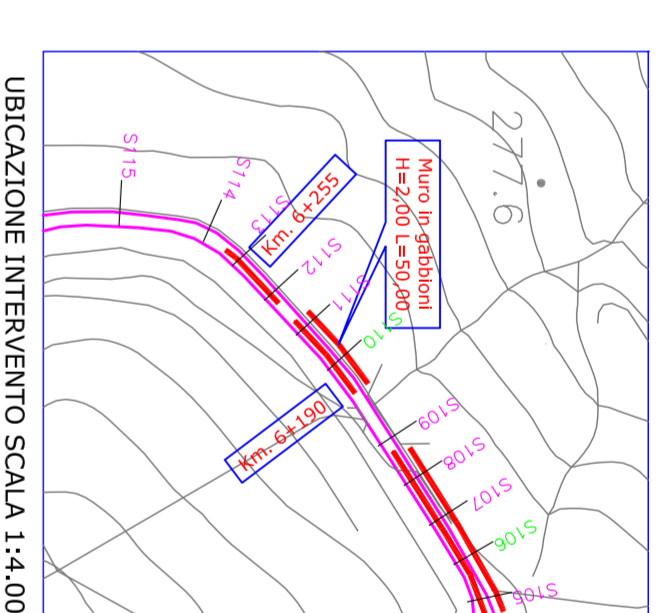 UBICAZIONE INTERVENTO SCALA 1:4.00
277.6
Muro in gabbioni
H=2,00 L=50,00
Km. 6+255
Km. 6+190
S115
S114
S113
S112
S111
S110
S109
S108
S107
S106
S105